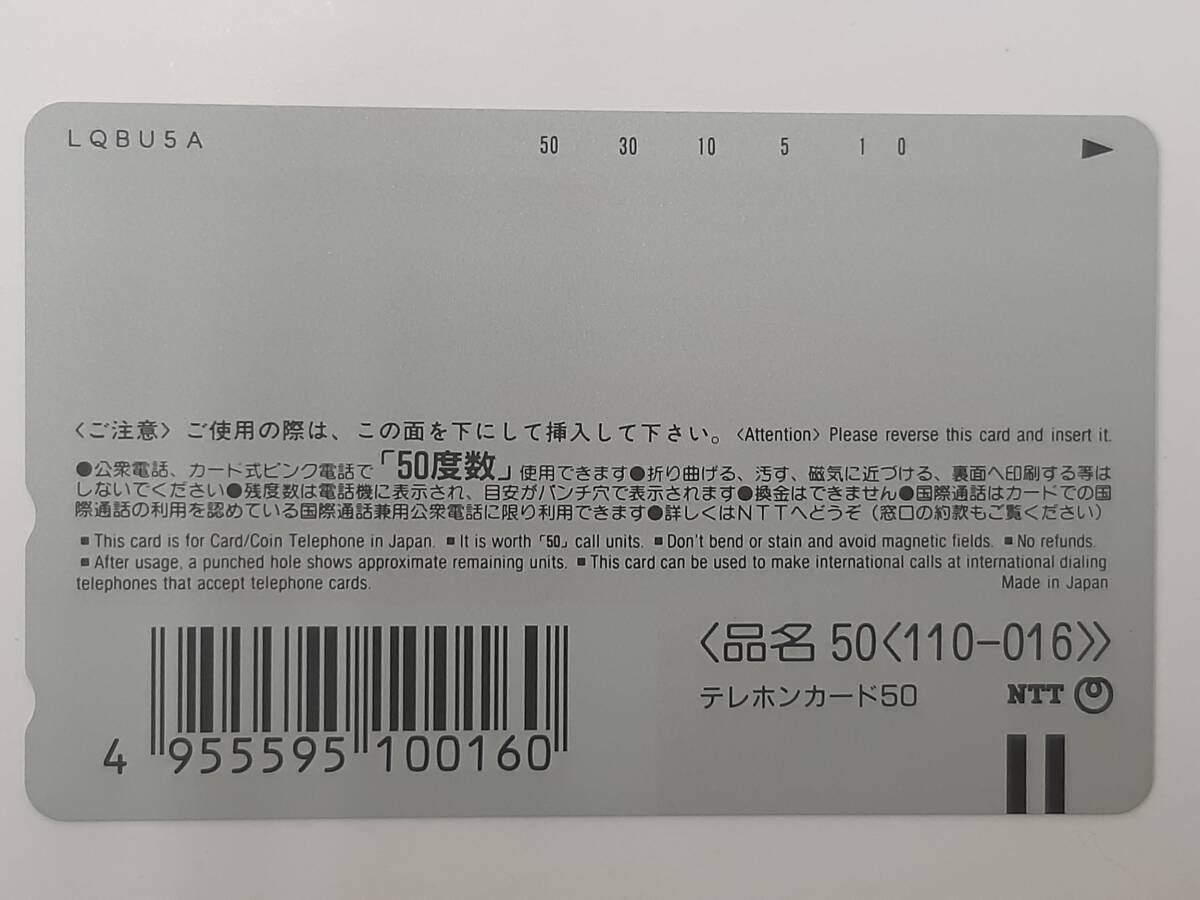 LQBU5A 50 30 10 5 1 0 ▶
〈ご注意〉ご使用の際は、この面を下にして挿入して下さい。〈Attention〉Please reverse this card and insert it.
●公衆電話、カード式ピンク電話で「50度数」使用できます●折り曲げる、汚す、磁気に近づける、裏面へ印刷する等は
しないでください●残度数は電話機に表示され、目安がパンチ穴で表示されます●換金はできません●国際通話はカードでの国
際通話の利用を認めている国際通話兼用公衆電話に限り利用できます●詳しくはNTTへどうぞ（窓口の約款もご覧ください）
■ This card is for Card/Coin Telephone in Japan. ■ It is worth「50」call units. ■ Don't bend or stain and avoid magnetic fields. ■ No refunds.
■ After usage, a punched hole shows approximate remaining units. ■ This card can be used to make international calls at international dialing
telephones that accept telephone cards. Made in Japan
〈品名 50〈110-016〉〉
テレホンカード50 NTT
4 955595 100160